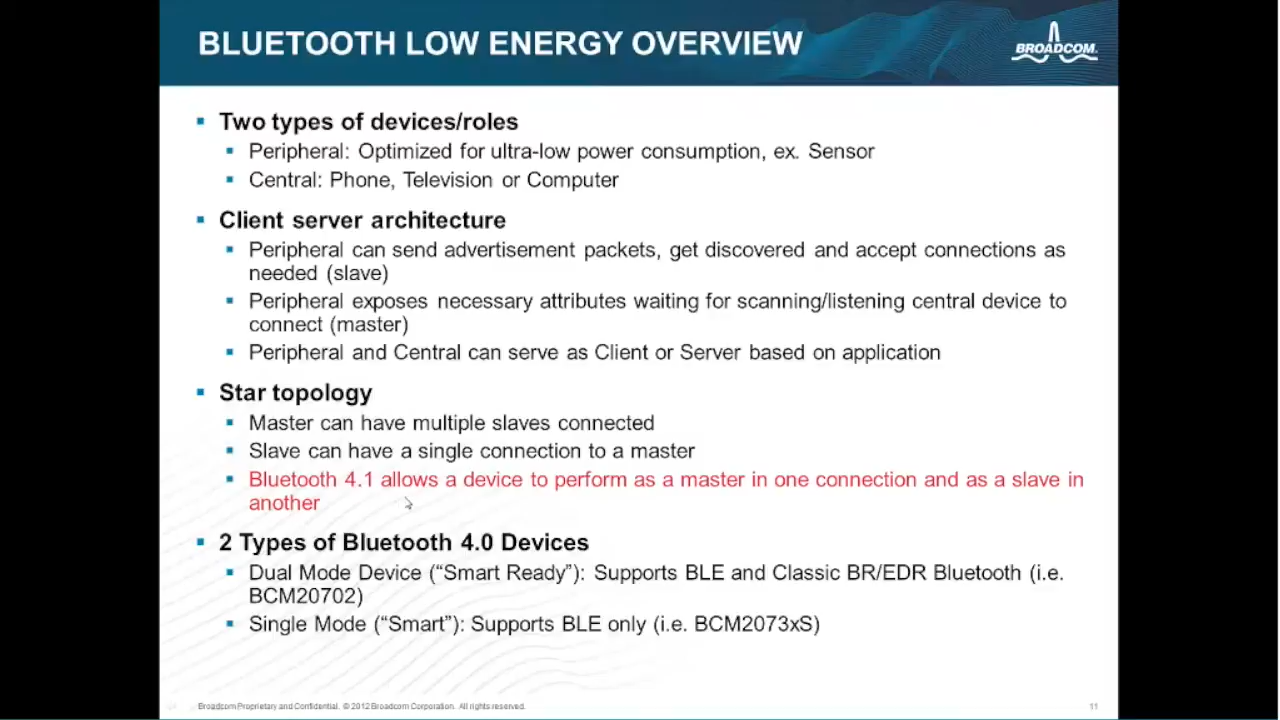 BLUETOOTH LOW ENERGY OVERVIEW
BROADCOM.
Two types of devices/roles
Peripheral: Optimized for ultra-low power consumption, ex. Sensor
Central: Phone, Television or Computer
Client server architecture
Peripheral can send advertisement packets, get discovered and accept connections as
needed (slave)
Peripheral exposes necessary attributes waiting for scanning/listening central device to
connect (master)
Peripheral and Central can serve as Client or Server based on application
Star topology
Master can have multiple slaves connected
Slave can have a single connection to a master
Bluetooth 4.1 allows a device to perform as a master in one connection and as a slave in
another
2 Types of Bluetooth 4.0 Devices
Dual Mode Device (“Smart Ready”): Supports BLE and Classic BR/EDR Bluetooth (i.e.
BCM20702)
Single Mode (“Smart”): Supports BLE only (i.e. BCM2073xS)
Broadcom Proprietary and Confidential. © 2012 Broadcom Corporation. All rights reserved.
11